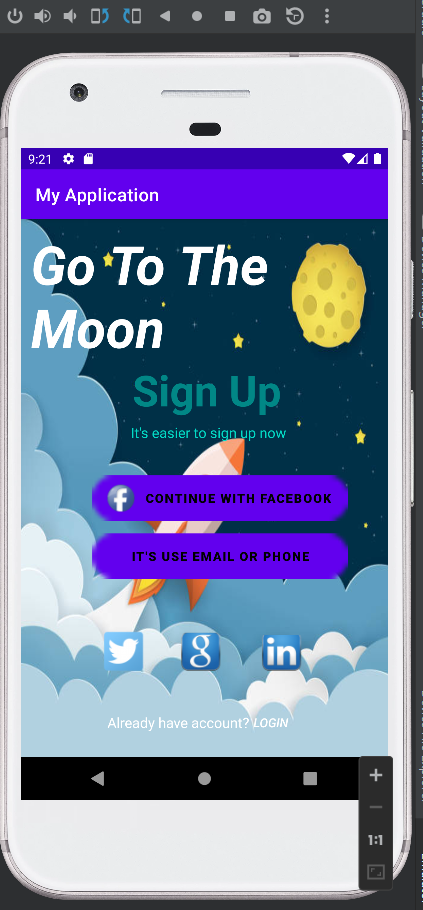 9:21
My Application
Go To The
Moon
Sign Up
It's easier to sign up now
f CONTINUE WITH FACEBOOK
IT'S USE EMAIL OR PHONE
g in
Already have account? LOGIN
1:1